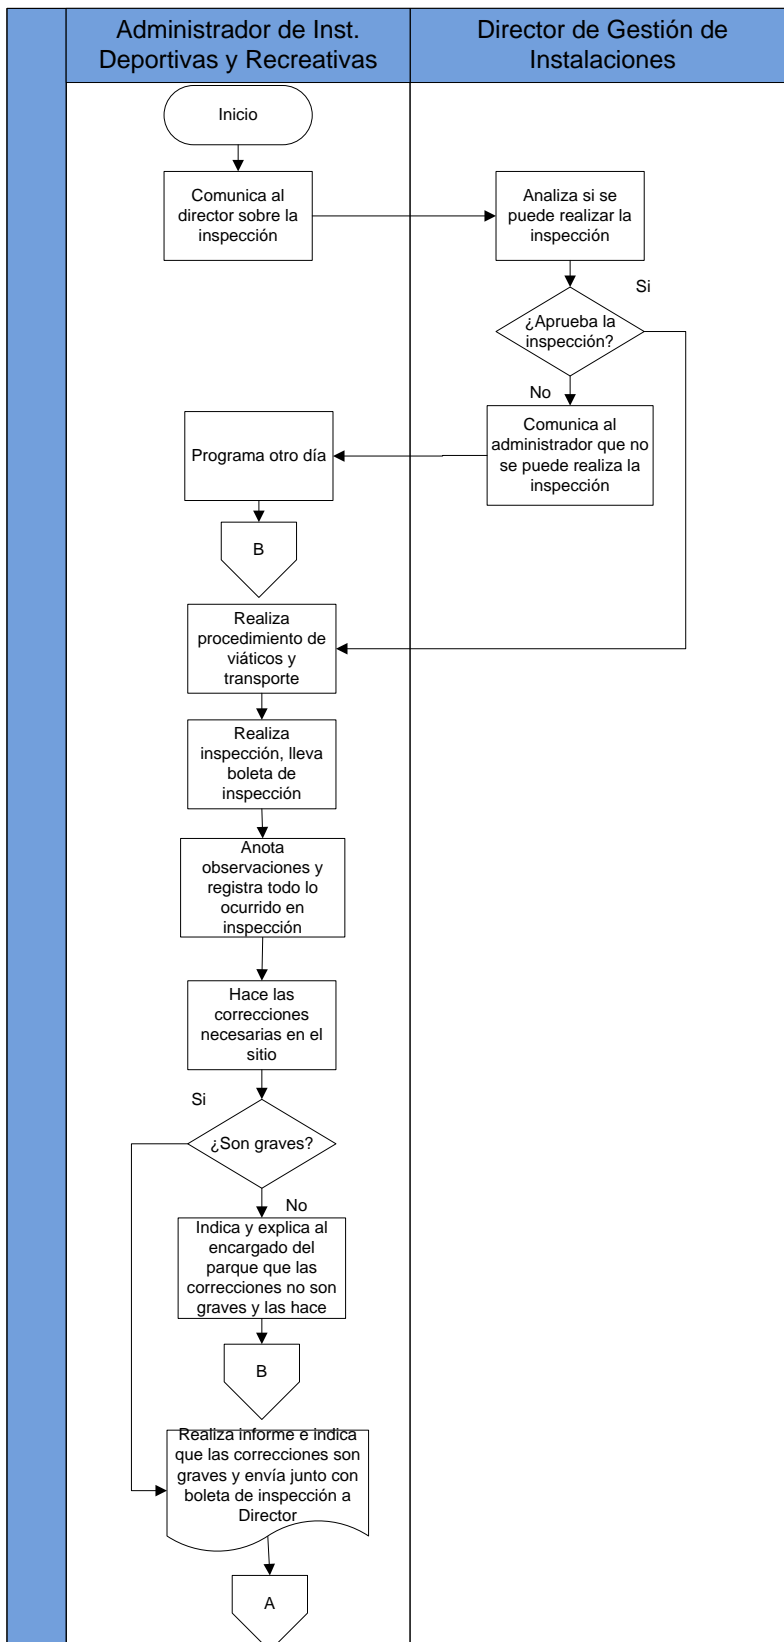 Administrador de Inst.
Deportivas y Recreativas
Director de Gestión de
Instalaciones
Inicio
Comunica al
director sobre la
inspección
Analiza si se
puede realizar la
inspección
Si
¿Aprueba la
inspección?
No
Comunica al
administrador que no
se puede realiza la
inspección
Programa otro día
B
Realiza
procedimiento de
viáticos y
transporte
Realiza
inspección, lleva
boleta de
inspección
Anota
observaciones y
registra todo lo
ocurrido en
inspección
Hace las
correcciones
necesarias en el
sitio
Si
¿Son graves?
No
Indica y explica al
encargado del
parque que las
correcciones no son
graves y las hace
B
Realiza informe e indica
que las correcciones son
graves y envía junto con
boleta de inspección a
Director
A